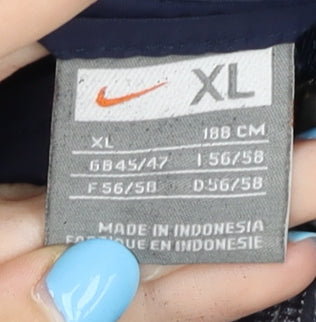 XL
XL 188 CM
GB45/47 I 56/58
F 56/58 D 56/58
MADE IN INDONESIA
FABRIQUE EN INDONESIE